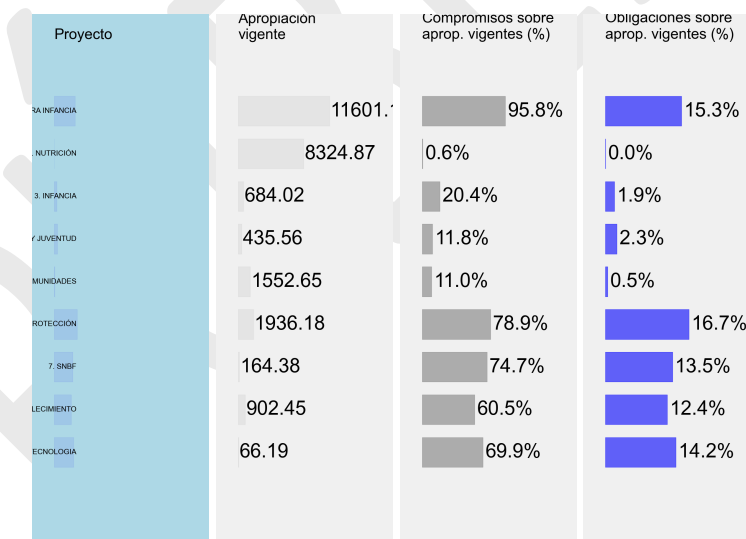 Proyecto
Apropiación
vigente
Compromisos sobre
aprop. vigentes (%)
Obligaciones sobre
aprop. vigentes (%)
RA INFANCIA 11601.1 95.8% 15.3%
. NUTRICIÓN 8324.87 0.6% 0.0%
3. INFANCIA 684.02 20.4% 1.9%
Y JUVENTUD 435.56 11.8% 2.3%
MUNIDADES 1552.65 11.0% 0.5%
ROTECCIÓN 1936.18 78.9% 16.7%
7. SNBF 164.38 74.7% 13.5%
LECIMIENTO 902.45 60.5% 12.4%
ECNOLOGIA 66.19 69.9% 14.2%